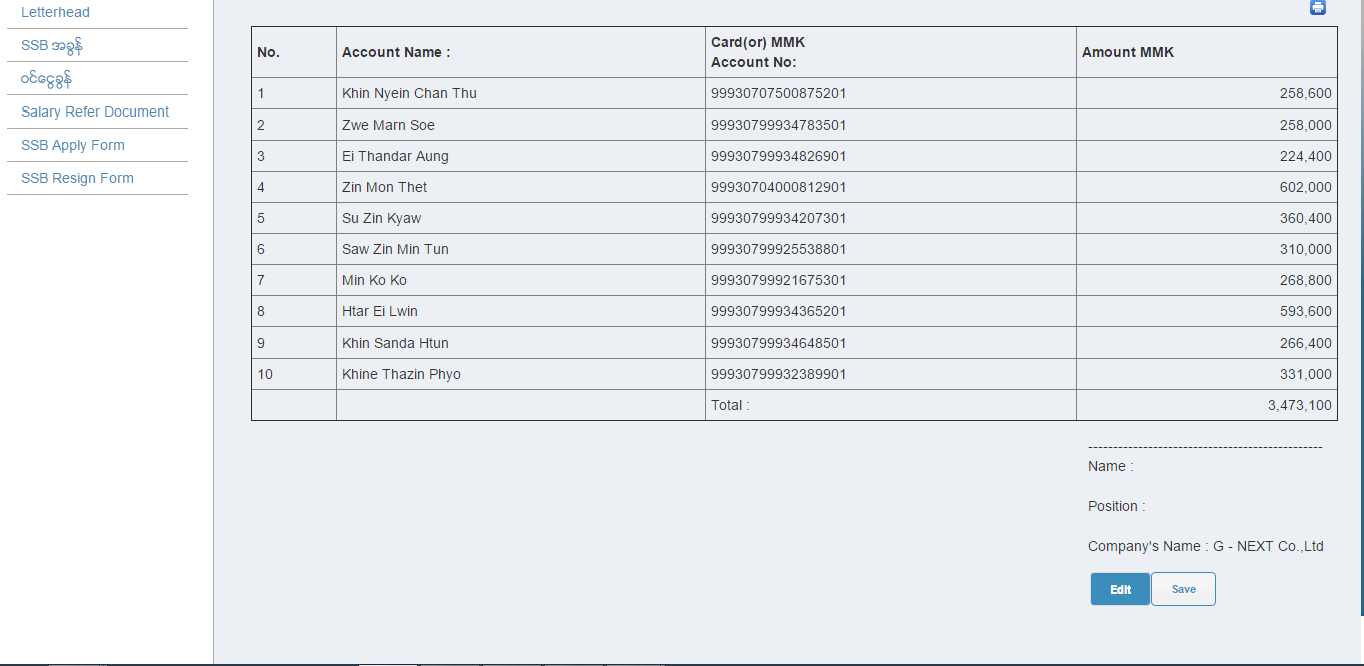 Letterhead
SSB အခွန်
ဝင်ငွေခွန်
Salary Refer Document
SSB Apply Form
SSB Resign Form
No. Account Name : Card(or) MMK Account No: Amount MMK
1 Khin Nyein Chan Thu 99930707500875201 258,600
2 Zwe Marn Soe 99930799934783501 258,000
3 Ei Thandar Aung 99930799934826901 224,400
4 Zin Mon Thet 99930704000812901 602,000
5 Su Zin Kyaw 99930799934207301 360,400
6 Saw Zin Min Tun 99930799925538801 310,000
7 Min Ko Ko 99930799921675301 268,800
8 Htar Ei Lwin 99930799934365201 593,600
9 Khin Sanda Htun 99930799934648501 266,400
10 Khine Thazin Phyo 99930799932389901 331,000
Total : 3,473,100
-----------------------------------------------
Name :
Position :
Company's Name : G - NEXT Co.,Ltd
Edit Save